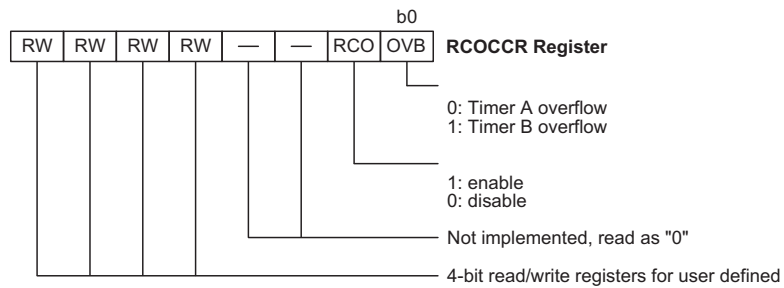 b0
RW RW RW RW — — RCO OVB RCOCCR Register
0: Timer A overflow
1: Timer B overflow
1: enable
0: disable
Not implemented, read as "0"
4-bit read/write registers for user defined